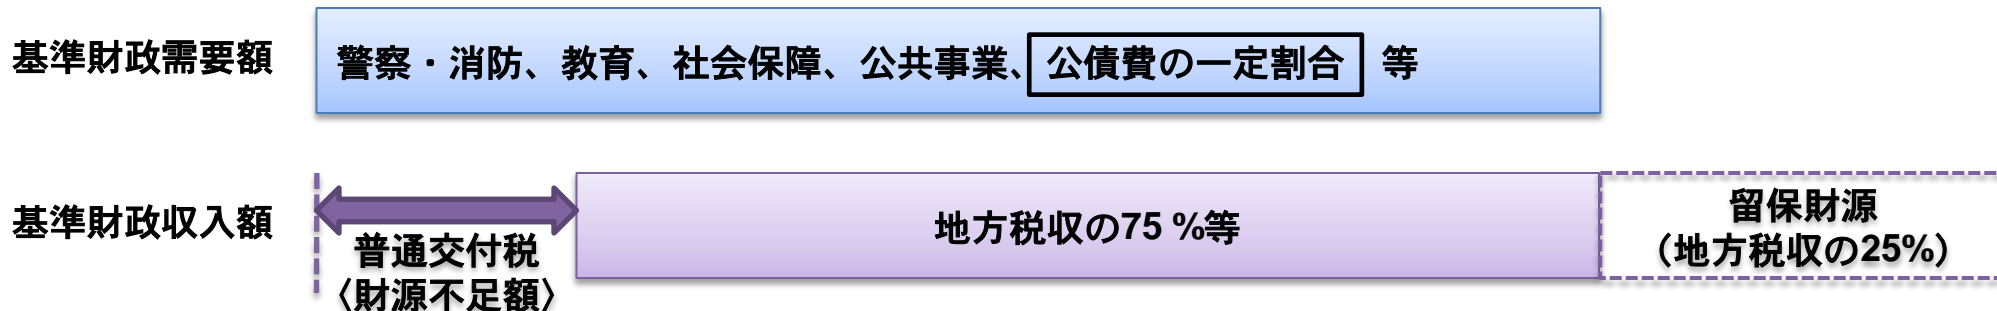 基準財政需要額
警察・消防、教育、社会保障、公共事業、公債費の一定割合 等
基準財政収入額
普通交付税
〈財源不足額〉
地方税収の75 %等
留保財源
（地方税収の25%）